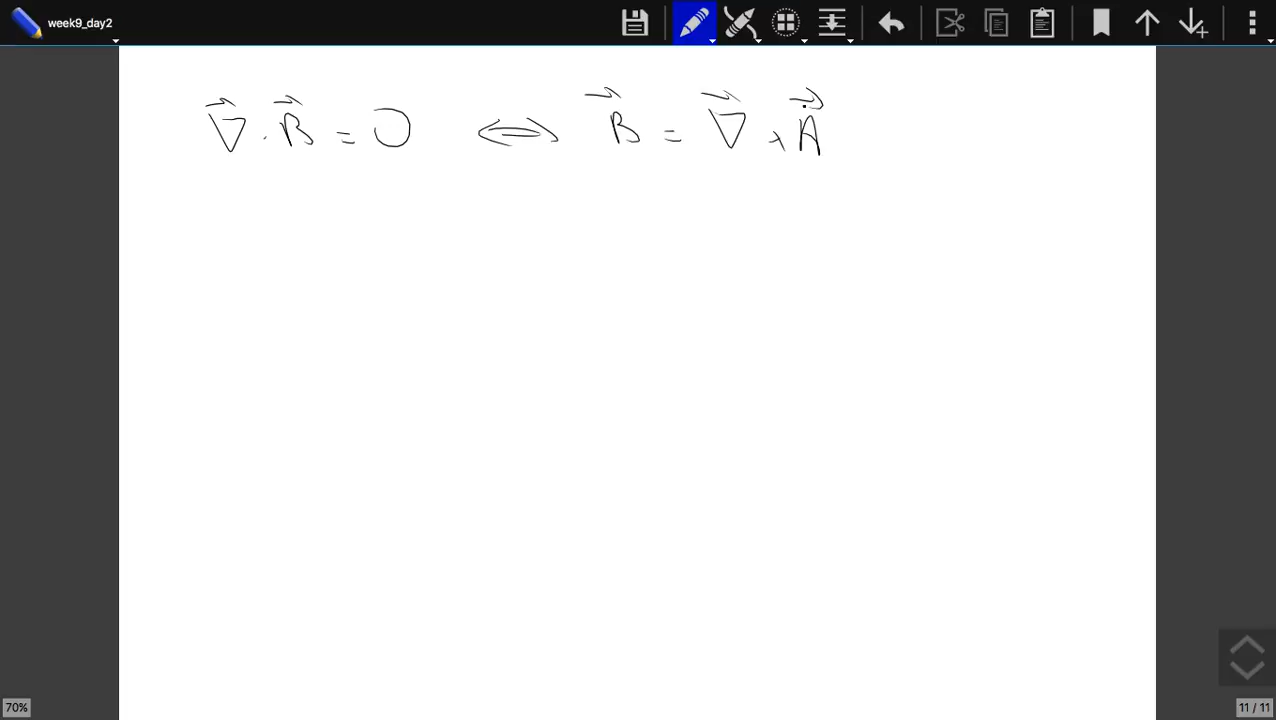 week9_day2
∇⃗ · B⃗ = 0 ⟺ B⃗ = ∇⃗ × A⃗
70%
11 / 11